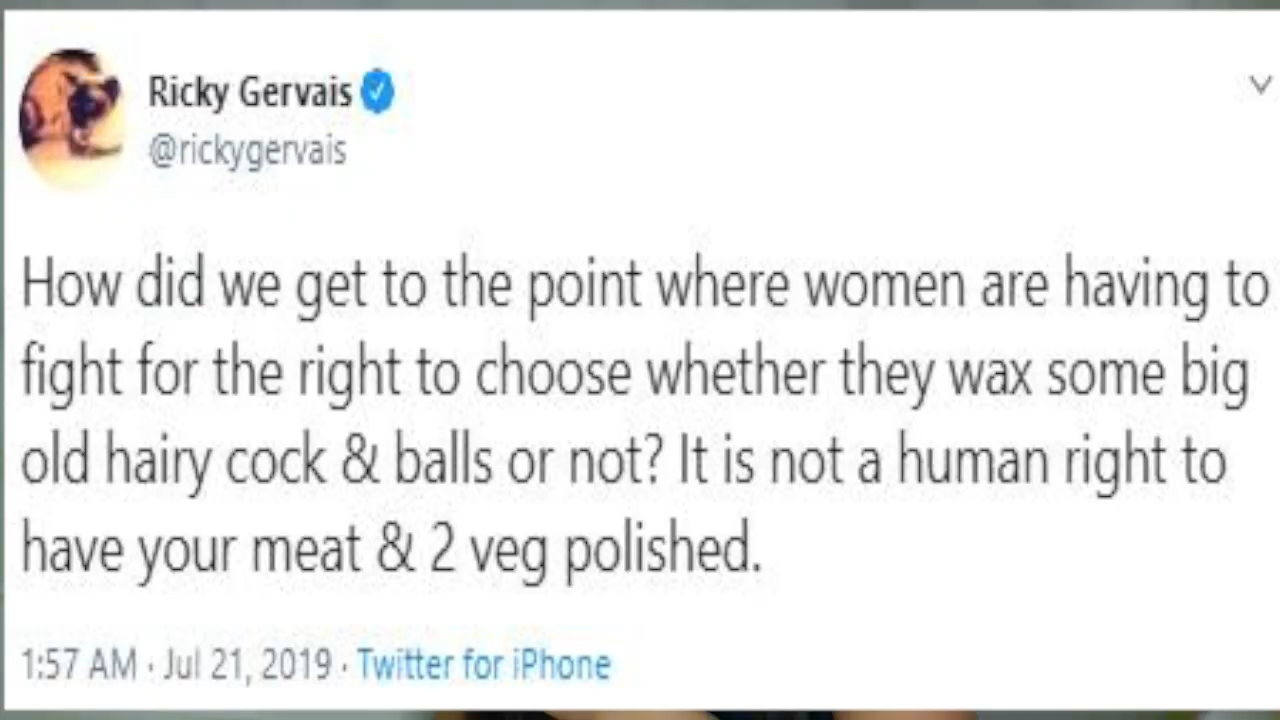 Ricky Gervais
@rickygervais
How did we get to the point where women are having to
fight for the right to choose whether they wax some big
old hairy cock & balls or not? It is not a human right to
have your meat & 2 veg polished.
1:57 AM · Jul 21, 2019 · Twitter for iPhone